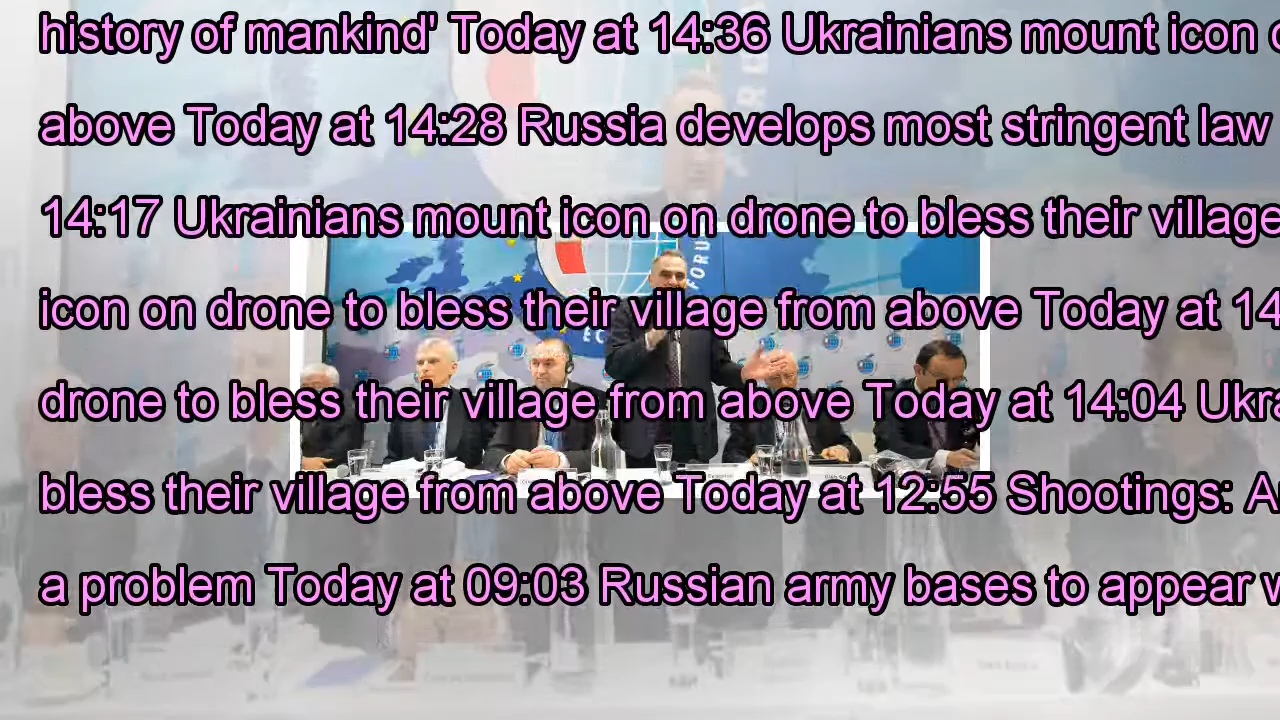 history of mankind' Today at 14:36 Ukrainians mount icon
above Today at 14:28 Russia develops most stringent law
14:17 Ukrainians mount icon on drone to bless their village
icon on drone to bless their village from above Today at 14
drone to bless their village from above Today at 14:04 Ukra
bless their village from above Today at 12:55 Shootings: A
a problem Today at 09:03 Russian army bases to appear w
FORU
EC